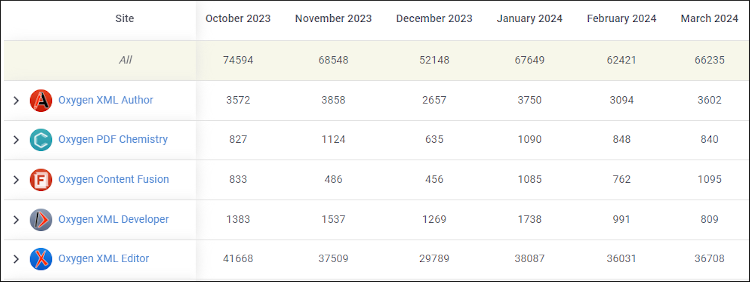 Site October 2023 November 2023 December 2023 January 2024 February 2024 March 2024
All 74594 68548 52148 67649 62421 66235
Oxygen XML Author 3572 3858 2657 3750 3094 3602
Oxygen PDF Chemistry 827 1124 635 1090 848 840
Oxygen Content Fusion 833 486 456 1085 762 1095
Oxygen XML Developer 1383 1537 1269 1738 991 809
Oxygen XML Editor 41668 37509 29789 38087 36031 36708